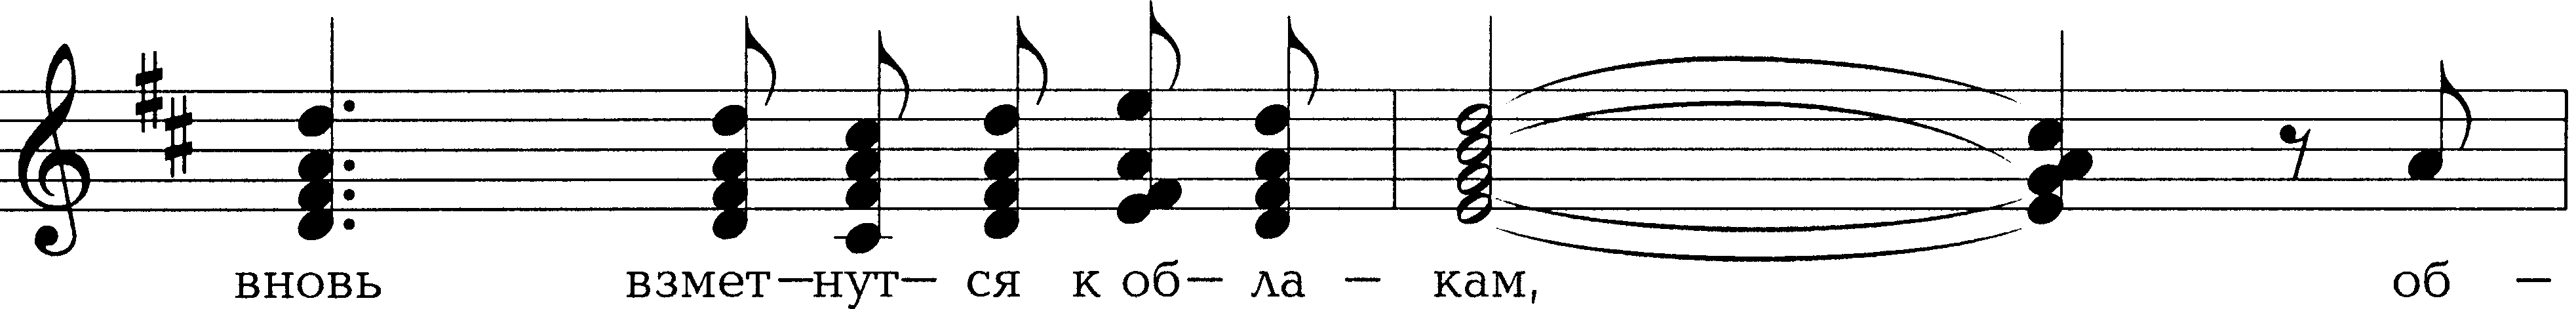 вновь взмет—нут—ся к об—ла — кам, об —